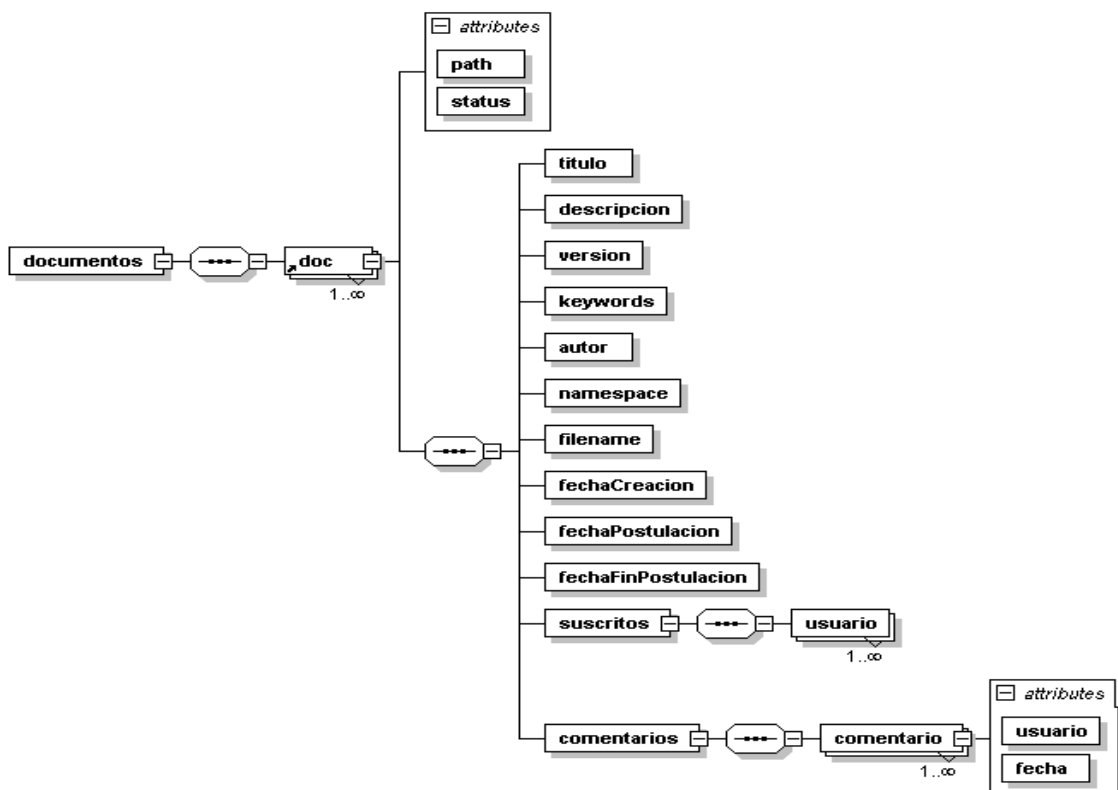 attributes
path
status
titulo
descripcion
version
documentos
doc
1..∞
keywords
autor
namespace
filename
fechaCreacion
fechaPostulacion
fechaFinPostulacion
suscritos
usuario
1..∞
attributes
comentarios
comentario
1..∞
usuario
fecha